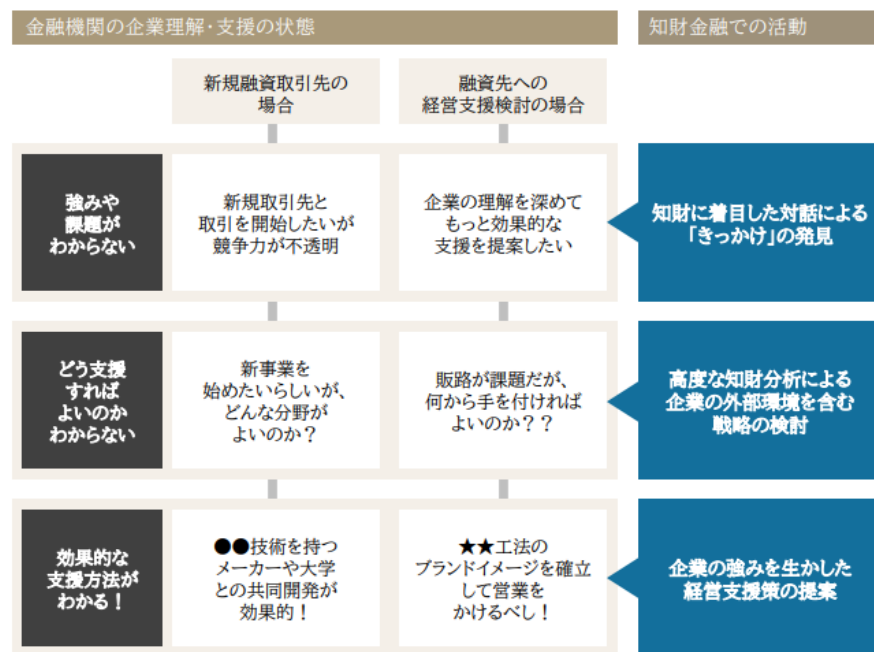 金融機関の企業理解・支援の状態
知財金融での活動
新規融資取引先の
場合
融資先への
経営支援検討の場合
強みや
課題が
わからない
新規取引先と
取引を開始したいが
競争力が不透明
企業の理解を深めて
もっと効果的な
支援を提案したい
知財に着目した対話による
「きっかけ」の発見
どう支援
すれば
よいのか
わからない
新事業を
始めたいらしいが、
どんな分野が
よいのか？
販路が課題だが、
何から手を付ければ
よいのか？？
高度な知財分析による
企業の外部環境を含む
戦略の検討
効果的な
支援方法が
わかる！
●●技術を持つ
メーカーや大学
との共同開発が
効果的！
★★工法の
ブランドイメージを確立
して営業を
かけるべし！
企業の強みを生かした
経営支援策の提案